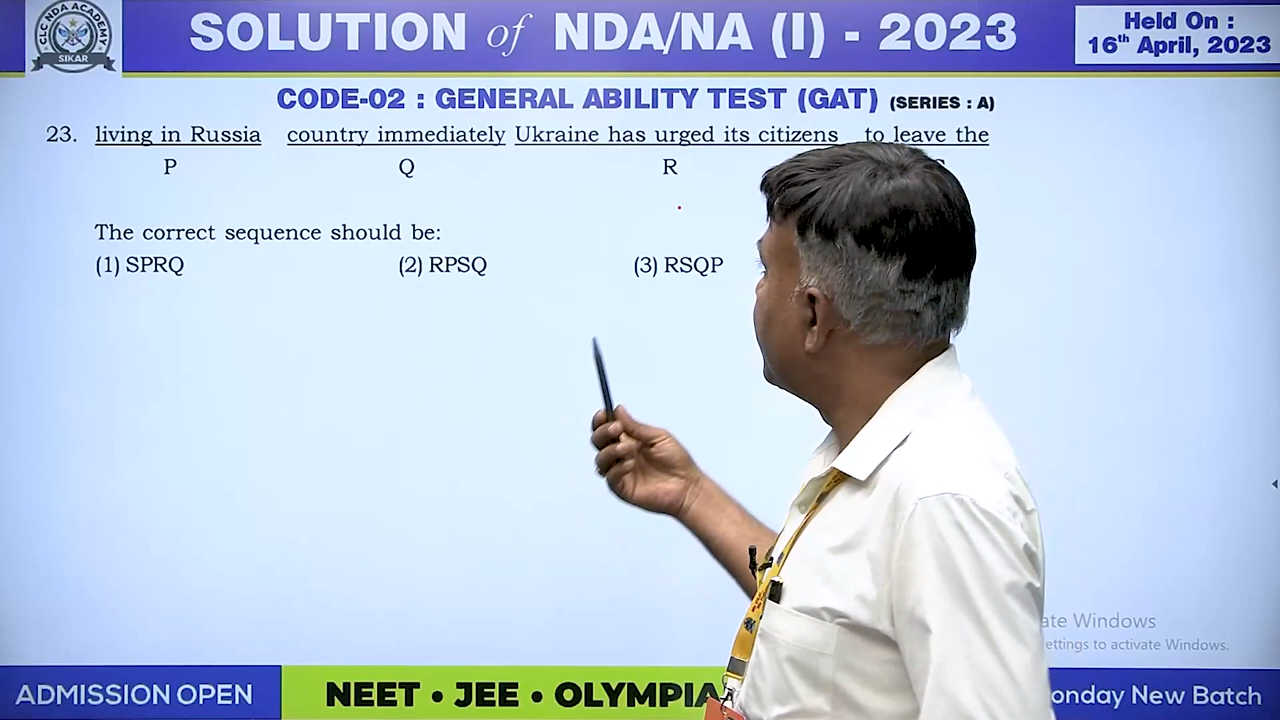 CLC NDA ACADEMY
SIKAR
SOLUTION of NDA/NA (I) - 2023
Held On :
16th April, 2023
CODE-02 : GENERAL ABILITY TEST (GAT) (SERIES : A)
23. living in Russia country immediately Ukraine has urged its citizens to leave the
P Q R
The correct sequence should be:
(1) SPRQ (2) RPSQ (3) RSQP
Windows
to activate Windows.
ADMISSION OPEN
NEET • JEE • OLYMPIA
New Batch